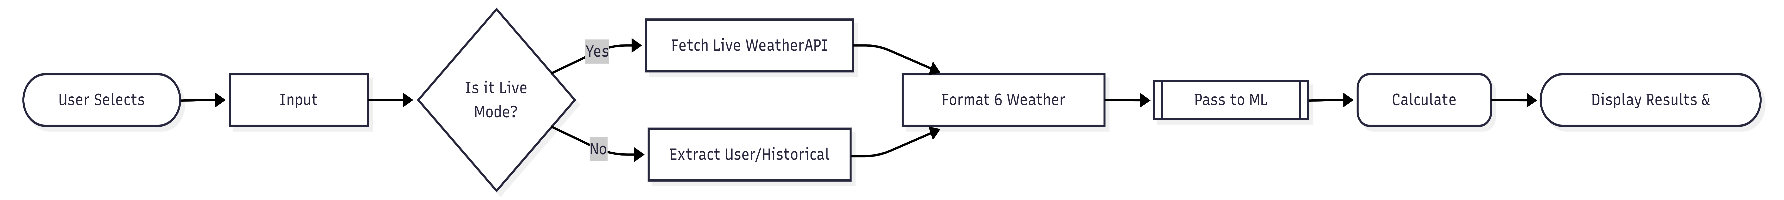 User Selects
Input
Is it Live
Mode?
Yes
No
Fetch Live WeatherAPI
Extract User/Historical
Format 6 Weather
Pass to ML
Calculate
Display Results &